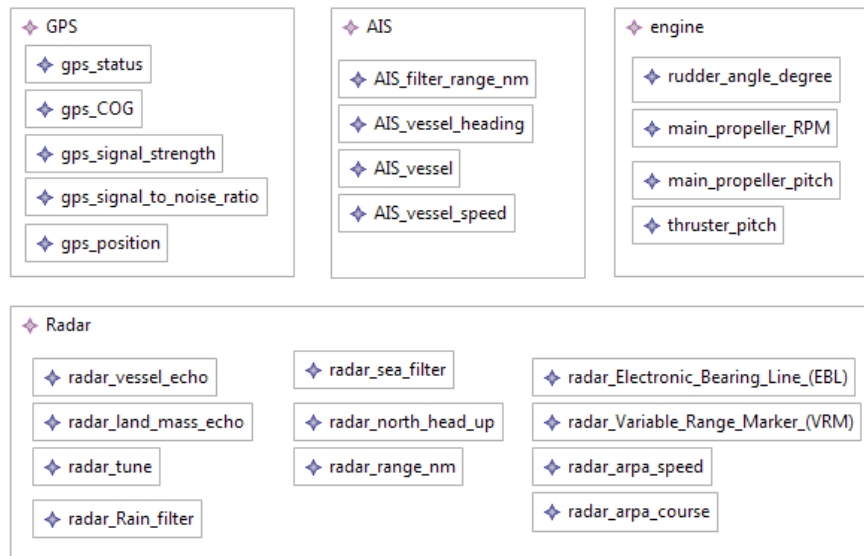 GPS
gps_status
gps_COG
gps_signal_strength
gps_signal_to_noise_ratio
gps_position
AIS
AIS_filter_range_nm
AIS_vessel_heading
AIS_vessel
AIS_vessel_speed
engine
rudder_angle_degree
main_propeller_RPM
main_propeller_pitch
thruster_pitch
Radar
radar_vessel_echo
radar_land_mass_echo
radar_tune
radar_Rain_filter
radar_sea_filter
radar_north_head_up
radar_range_nm
radar_Electronic_Bearing_Line_(EBL)
radar_Variable_Range_Marker_(VRM)
radar_arpa_speed
radar_arpa_course